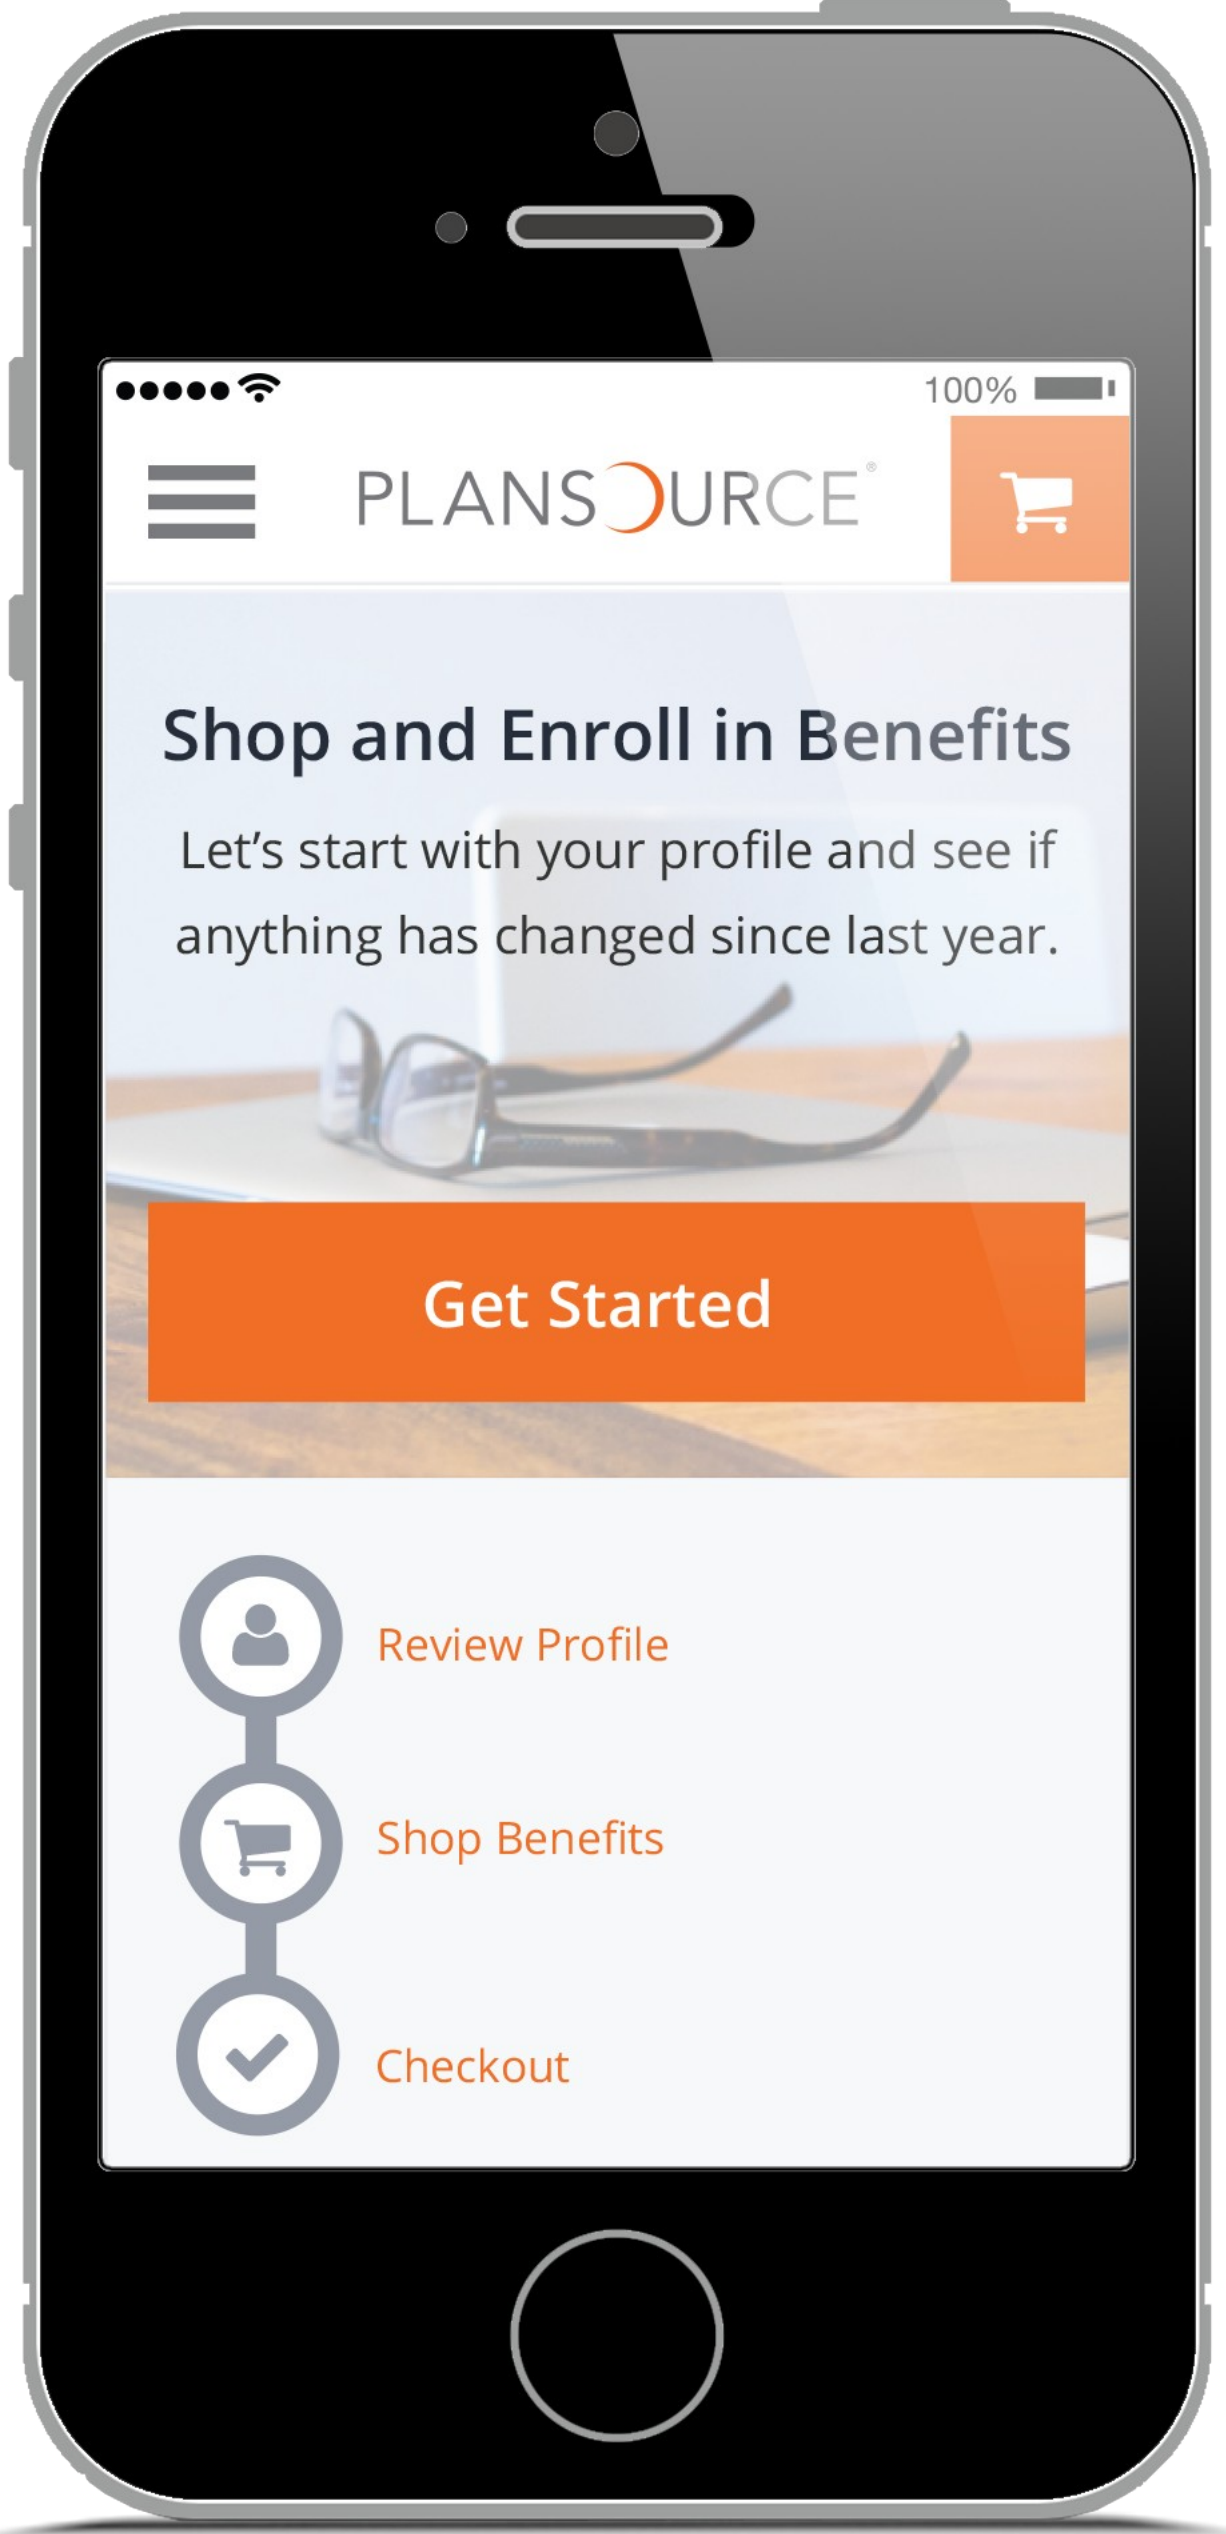 100%
PLANSOURCE®
Shop and Enroll in Benefits
Let’s start with your profile and see if
anything has changed since last year.
Get Started
Review Profile
Shop Benefits
Checkout